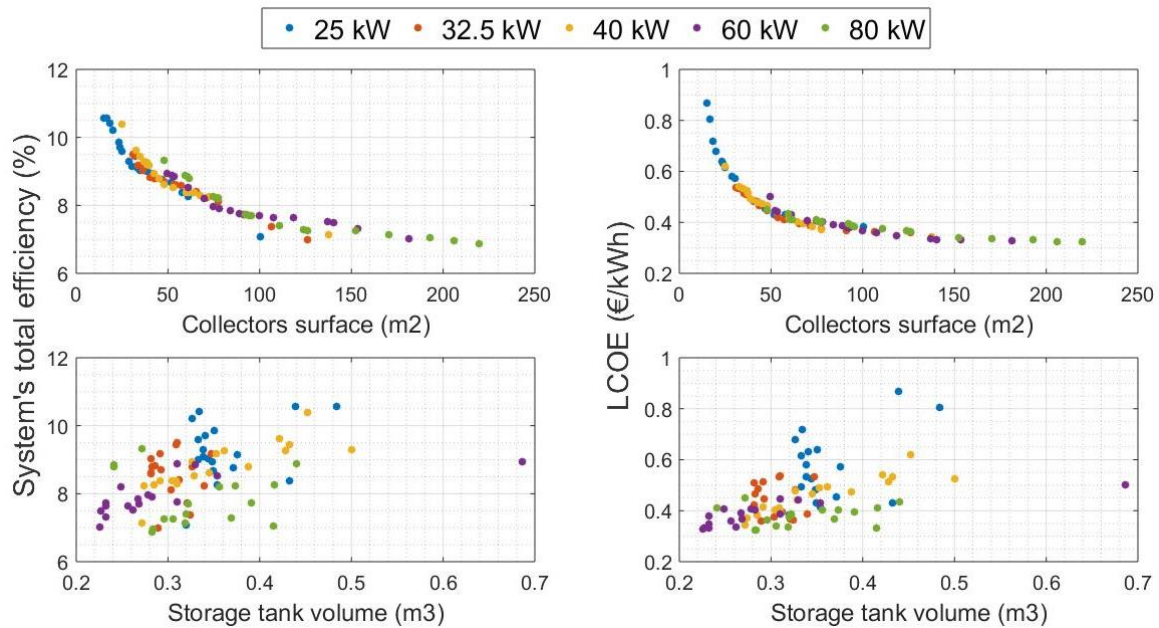 25 kW 32.5 kW 40 kW 60 kW 80 kW
System's total efficiency (%)
12
10
8
6
0 50 100 150 200 250
Collectors surface (m2)
LCOE (€/kWh)
1
0.8
0.6
0.4
0.2
0 50 100 150 200 250
Collectors surface (m2)
12
10
8
6
0.2 0.3 0.4 0.5 0.6 0.7
Storage tank volume (m3)
1
0.8
0.6
0.4
0.2
0.2 0.3 0.4 0.5 0.6 0.7
Storage tank volume (m3)